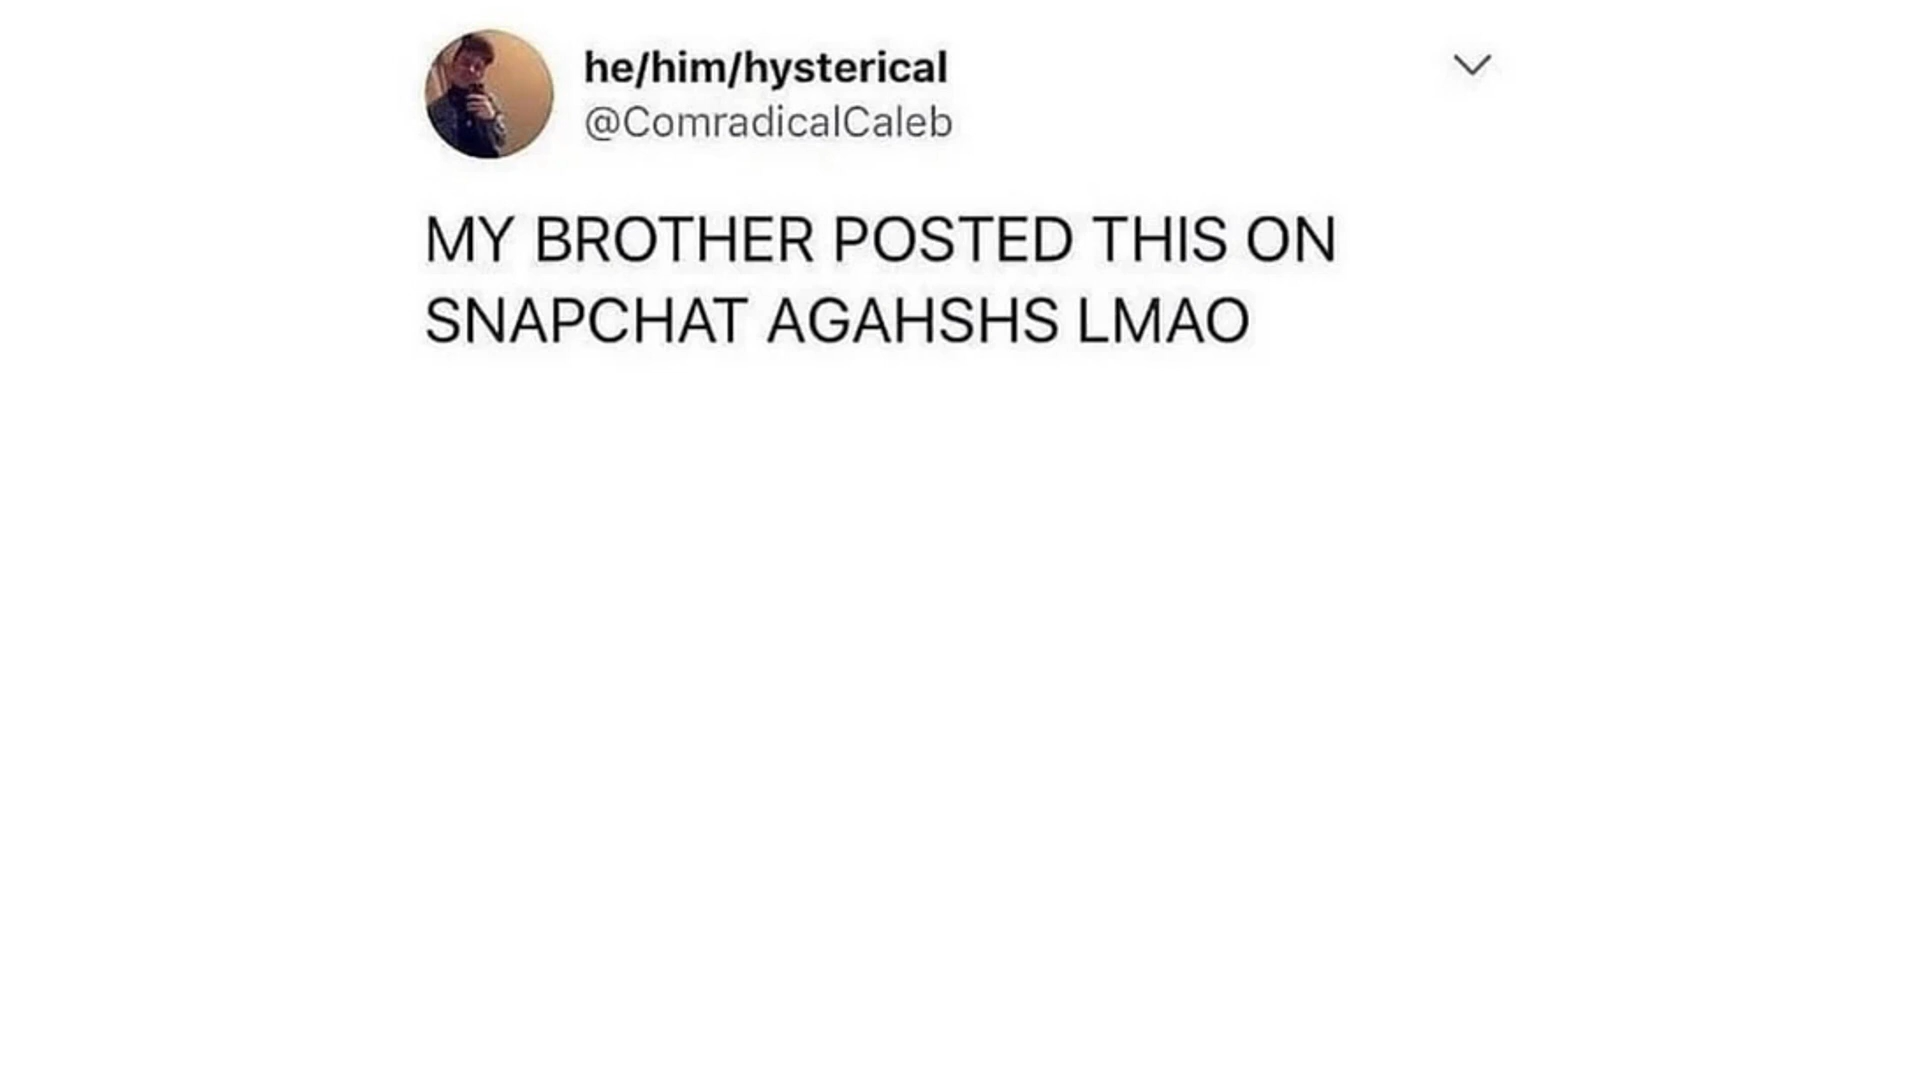 he/him/hysterical
@ComradicalCaleb
MY BROTHER POSTED THIS ON
SNAPCHAT AGAHSHS LMAO